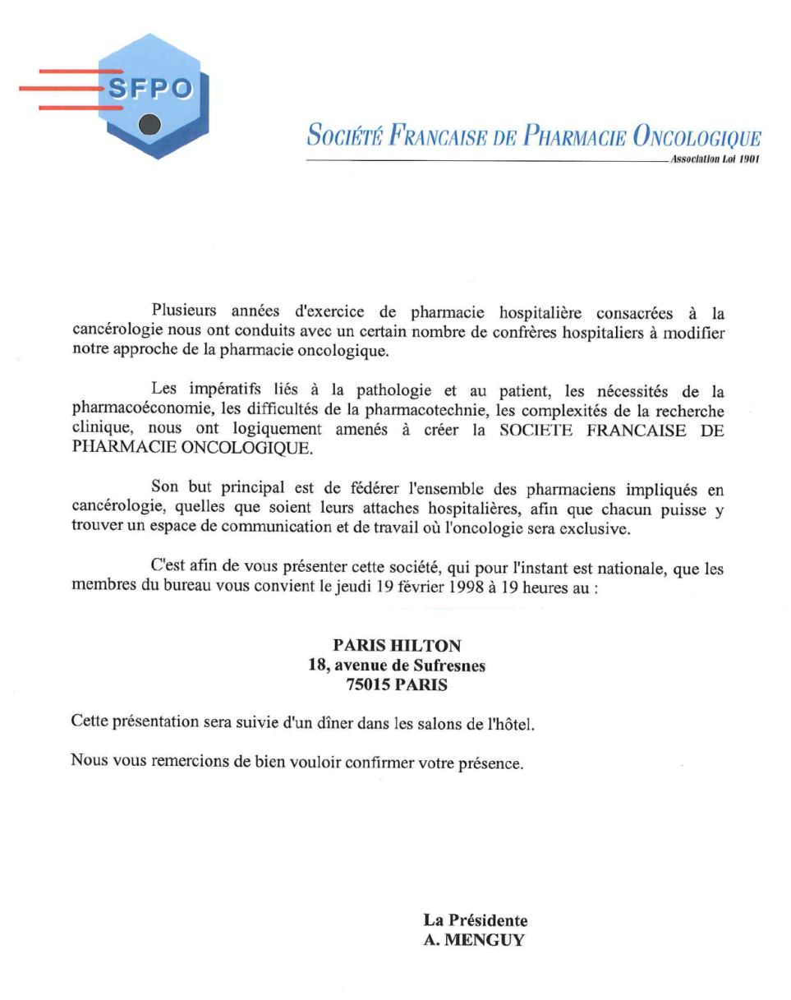 SFPO
SOCIÉTÉ FRANCAISE DE PHARMACIE ONCOLOGIQUE
Association Loi 1901
Plusieurs années d'exercice de pharmacie hospitalière consacrées à la
cancérologie nous ont conduits avec un certain nombre de confrères hospitaliers à modifier
notre approche de la pharmacie oncologique.
Les impératifs liés à la pathologie et au patient, les nécessités de la
pharmacoéconomie, les difficultés de la pharmacotechnie, les complexités de la recherche
clinique, nous ont logiquement amenés à créer la SOCIETE FRANCAISE DE
PHARMACIE ONCOLOGIQUE.
Son but principal est de fédérer l'ensemble des pharmaciens impliqués en
cancérologie, quelles que soient leurs attaches hospitalières, afin que chacun puisse y
trouver un espace de communication et de travail où l'oncologie sera exclusive.
C'est afin de vous présenter cette société, qui pour l'instant est nationale, que les
membres du bureau vous convient le jeudi 19 février 1998 à 19 heures au :
PARIS HILTON
18, avenue de Sufresnes
75015 PARIS
Cette présentation sera suivie d'un dîner dans les salons de l'hôtel.
Nous vous remercions de bien vouloir confirmer votre présence.
La Présidente
A. MENGUY